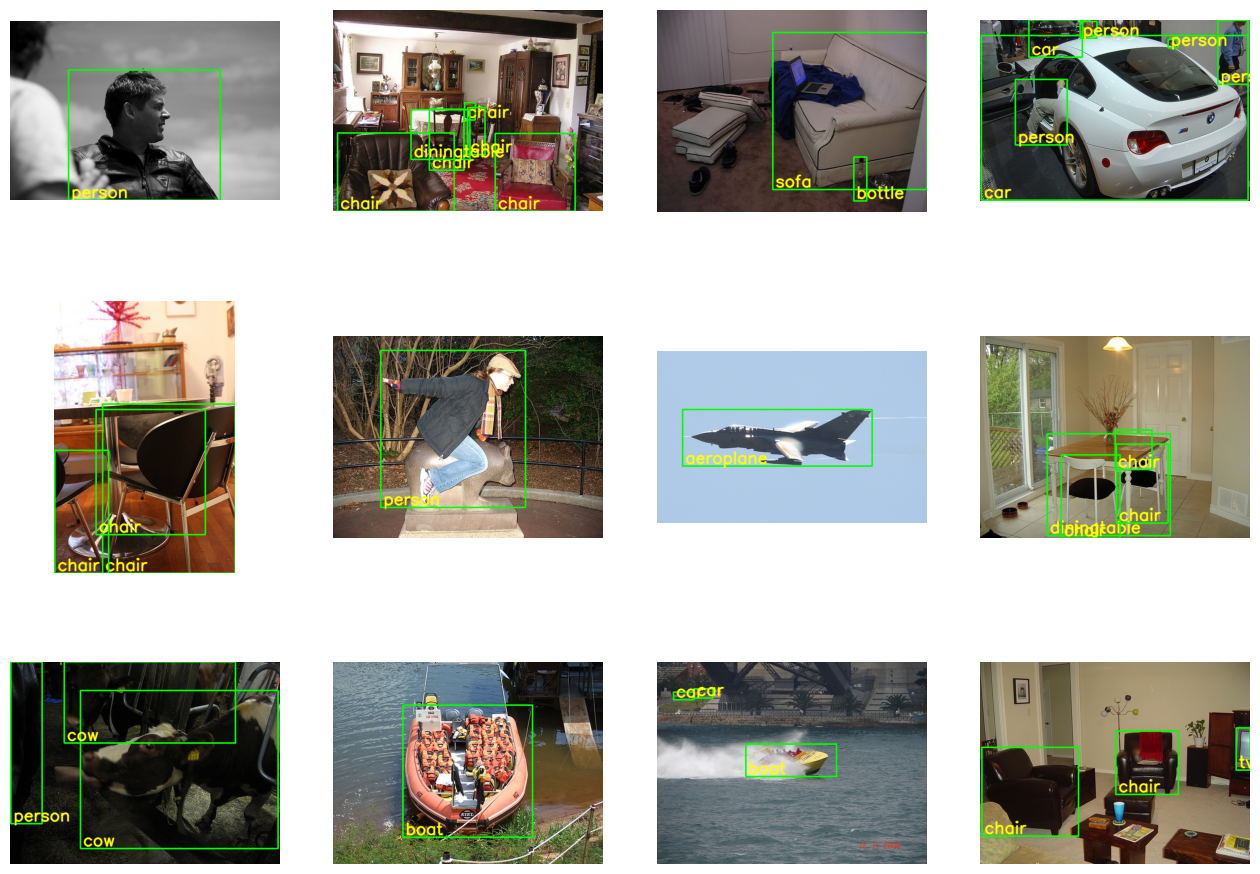 person
chair
chair
diningtable
chair
chair
chair
sofa
bottle
person
person
car
pers
person
car
chair
chair
chair
person
aeroplane
chair
chair
diningtable
chair
cow
person
cow
boat
car
car
boat
chair
tv
chair